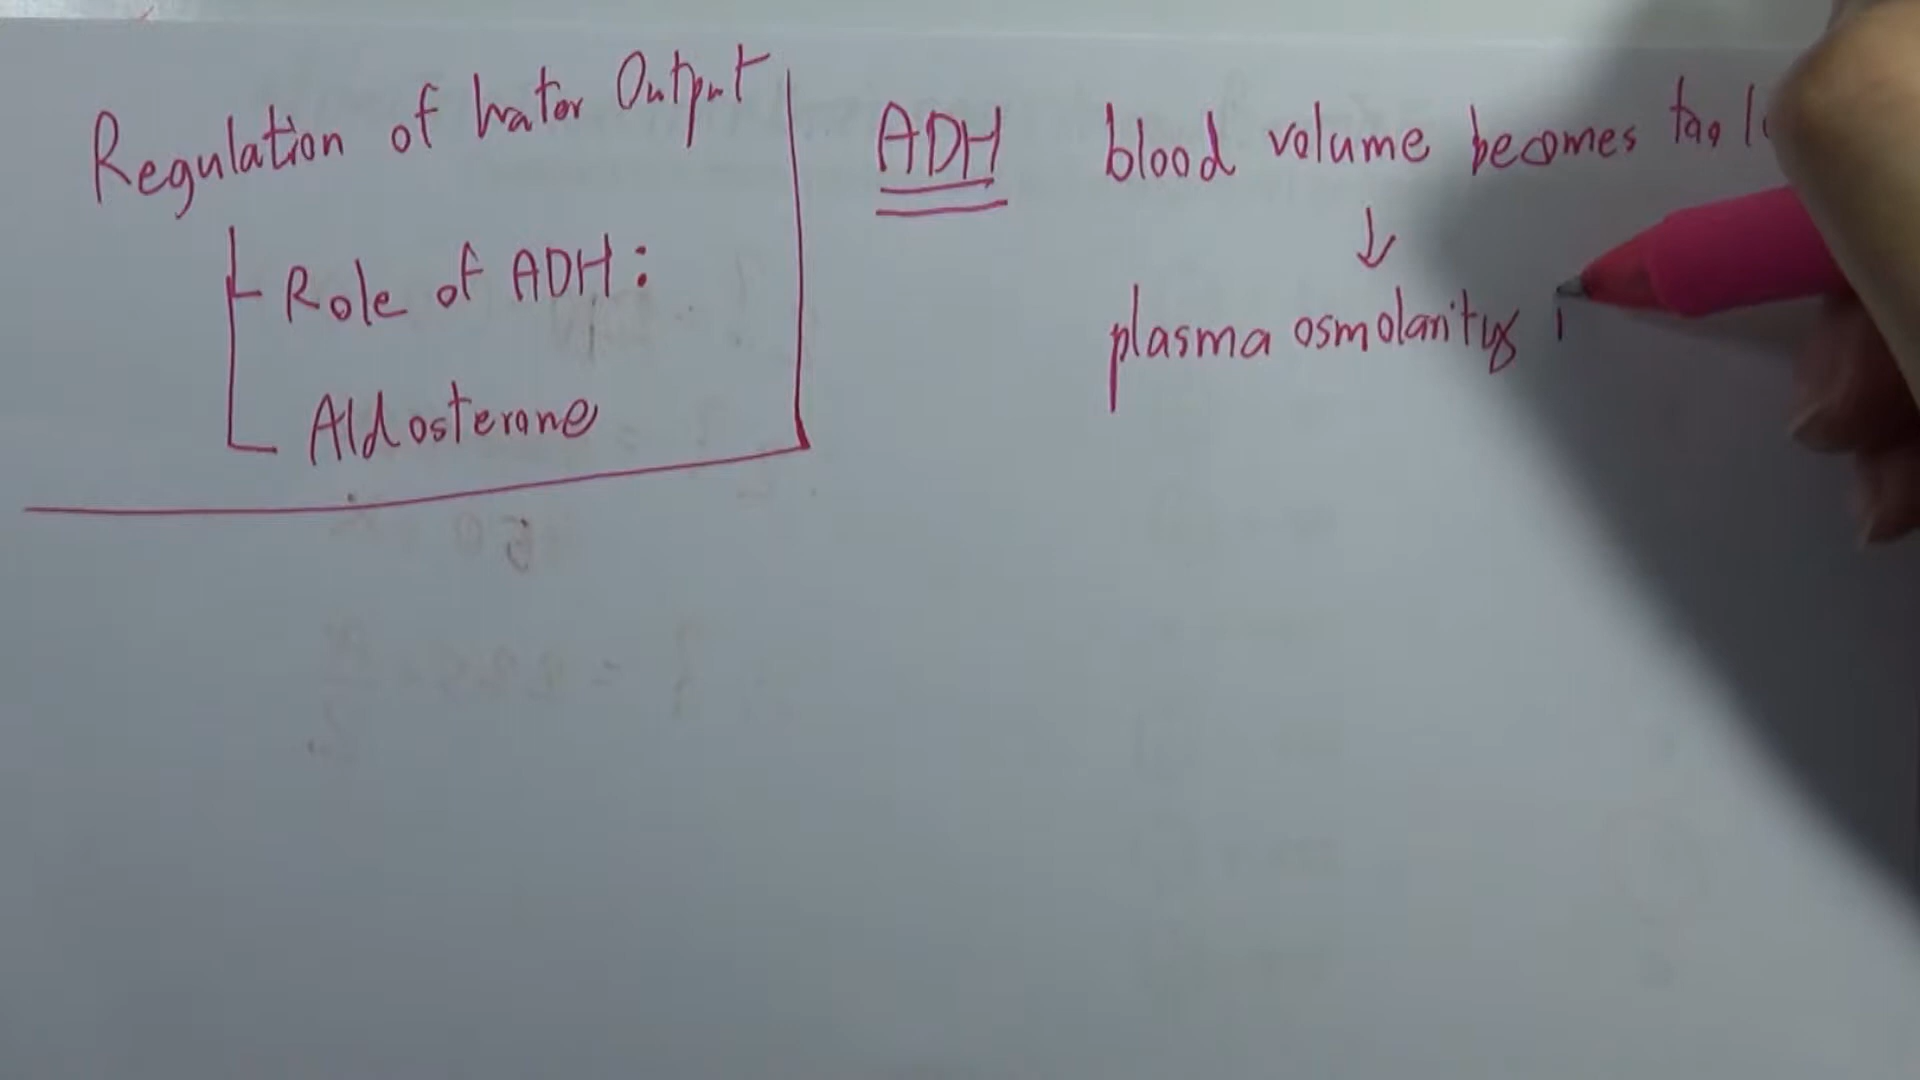 Regulation of Water Output
Role of ADH:
Aldosterone
ADH
blood volume becomes too
↓
plasma osmolarity